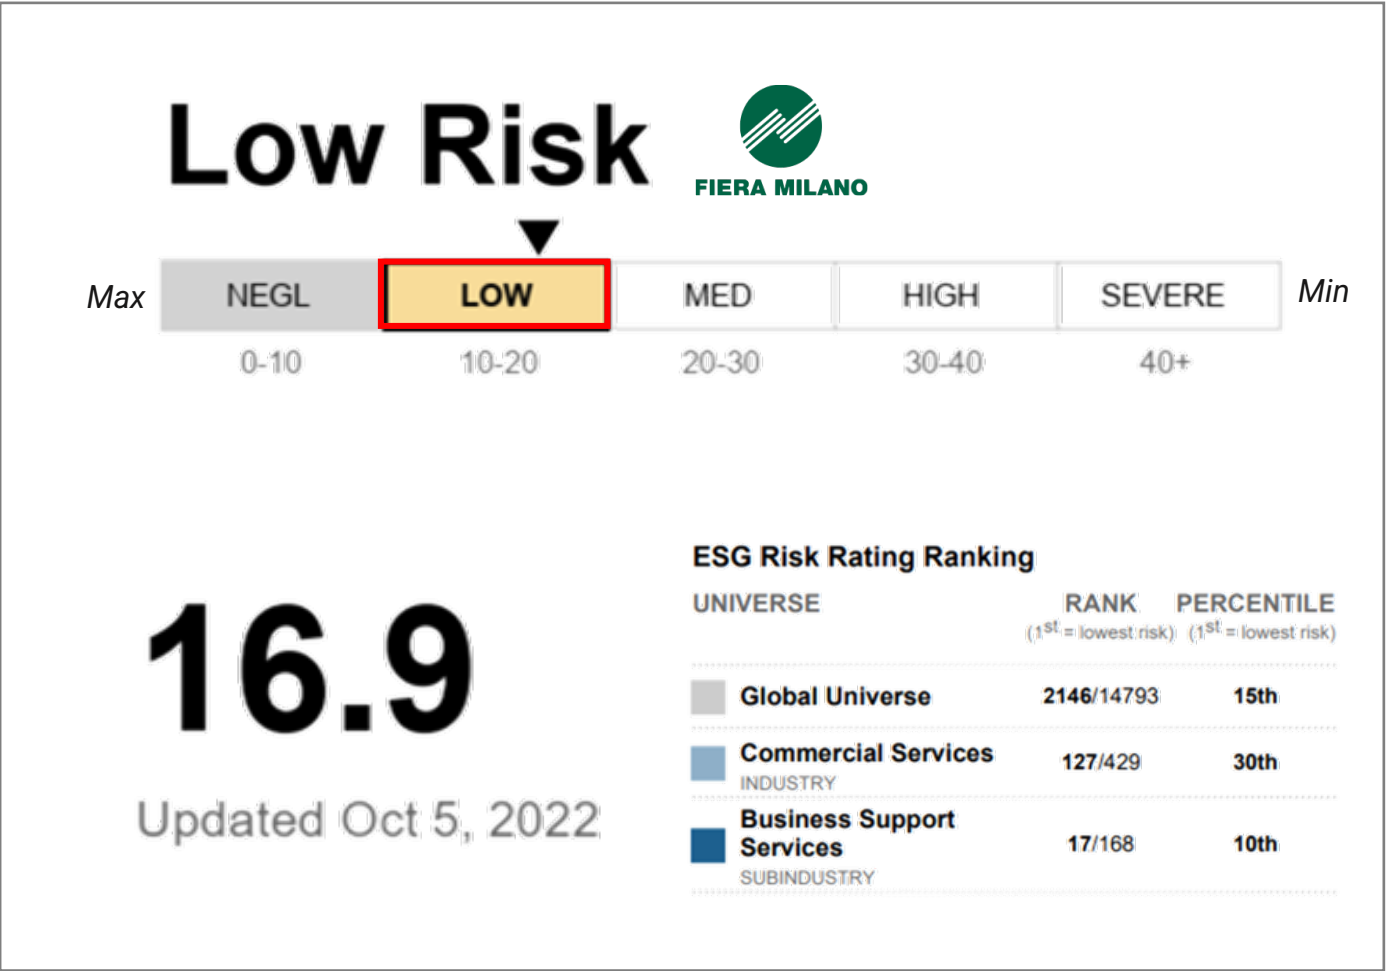 Low Risk
FIERA MILANO
Max NEGL LOW MED HIGH SEVERE Min
0-10 10-20 20-30 30-40 40+
ESG Risk Rating Ranking
UNIVERSE RANK PERCENTILE
(1st = lowest risk) (1st = lowest risk)
Global Universe 2146/14793 15th
Commercial Services 127/429 30th
INDUSTRY
Business Support
Services 17/168 10th
SUBINDUSTRY
16.9
Updated Oct 5, 2022